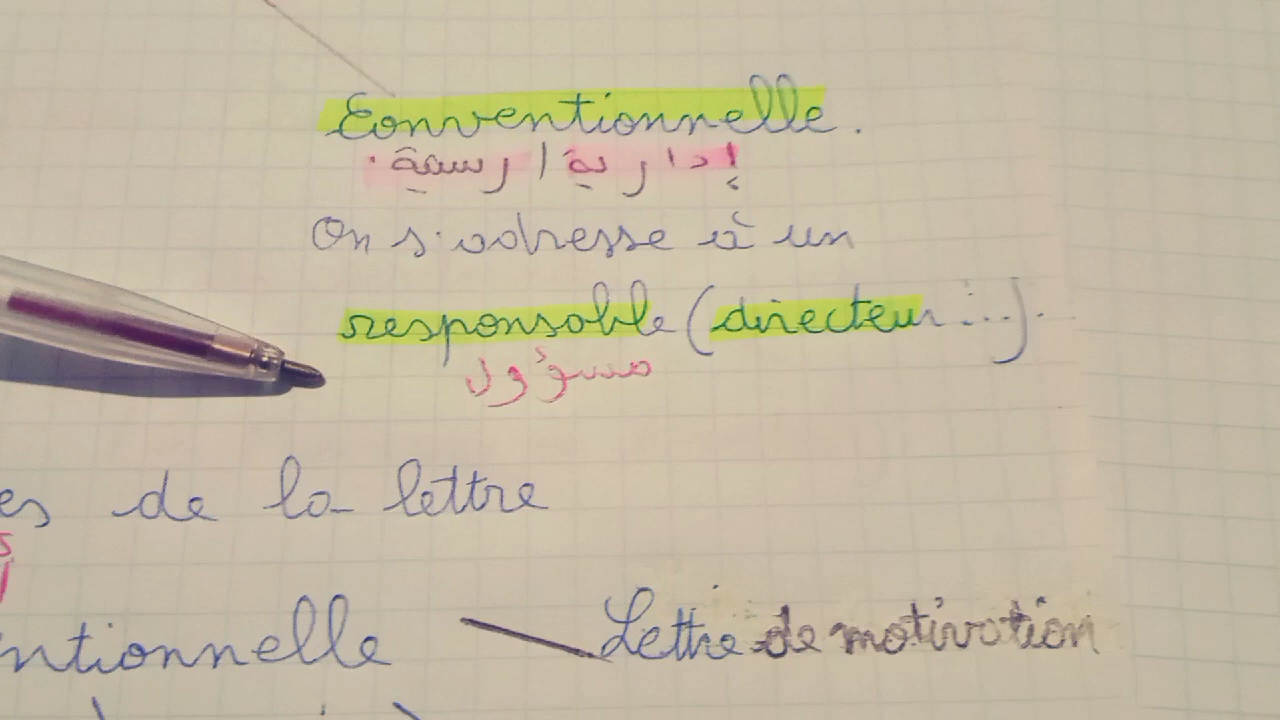 Conventionnelle.
إدارية / رسمية.
On s'adresse à un
responsable (directeur ...).
مسؤول
es de la lettre
ntionnelle — Lettre de motivation